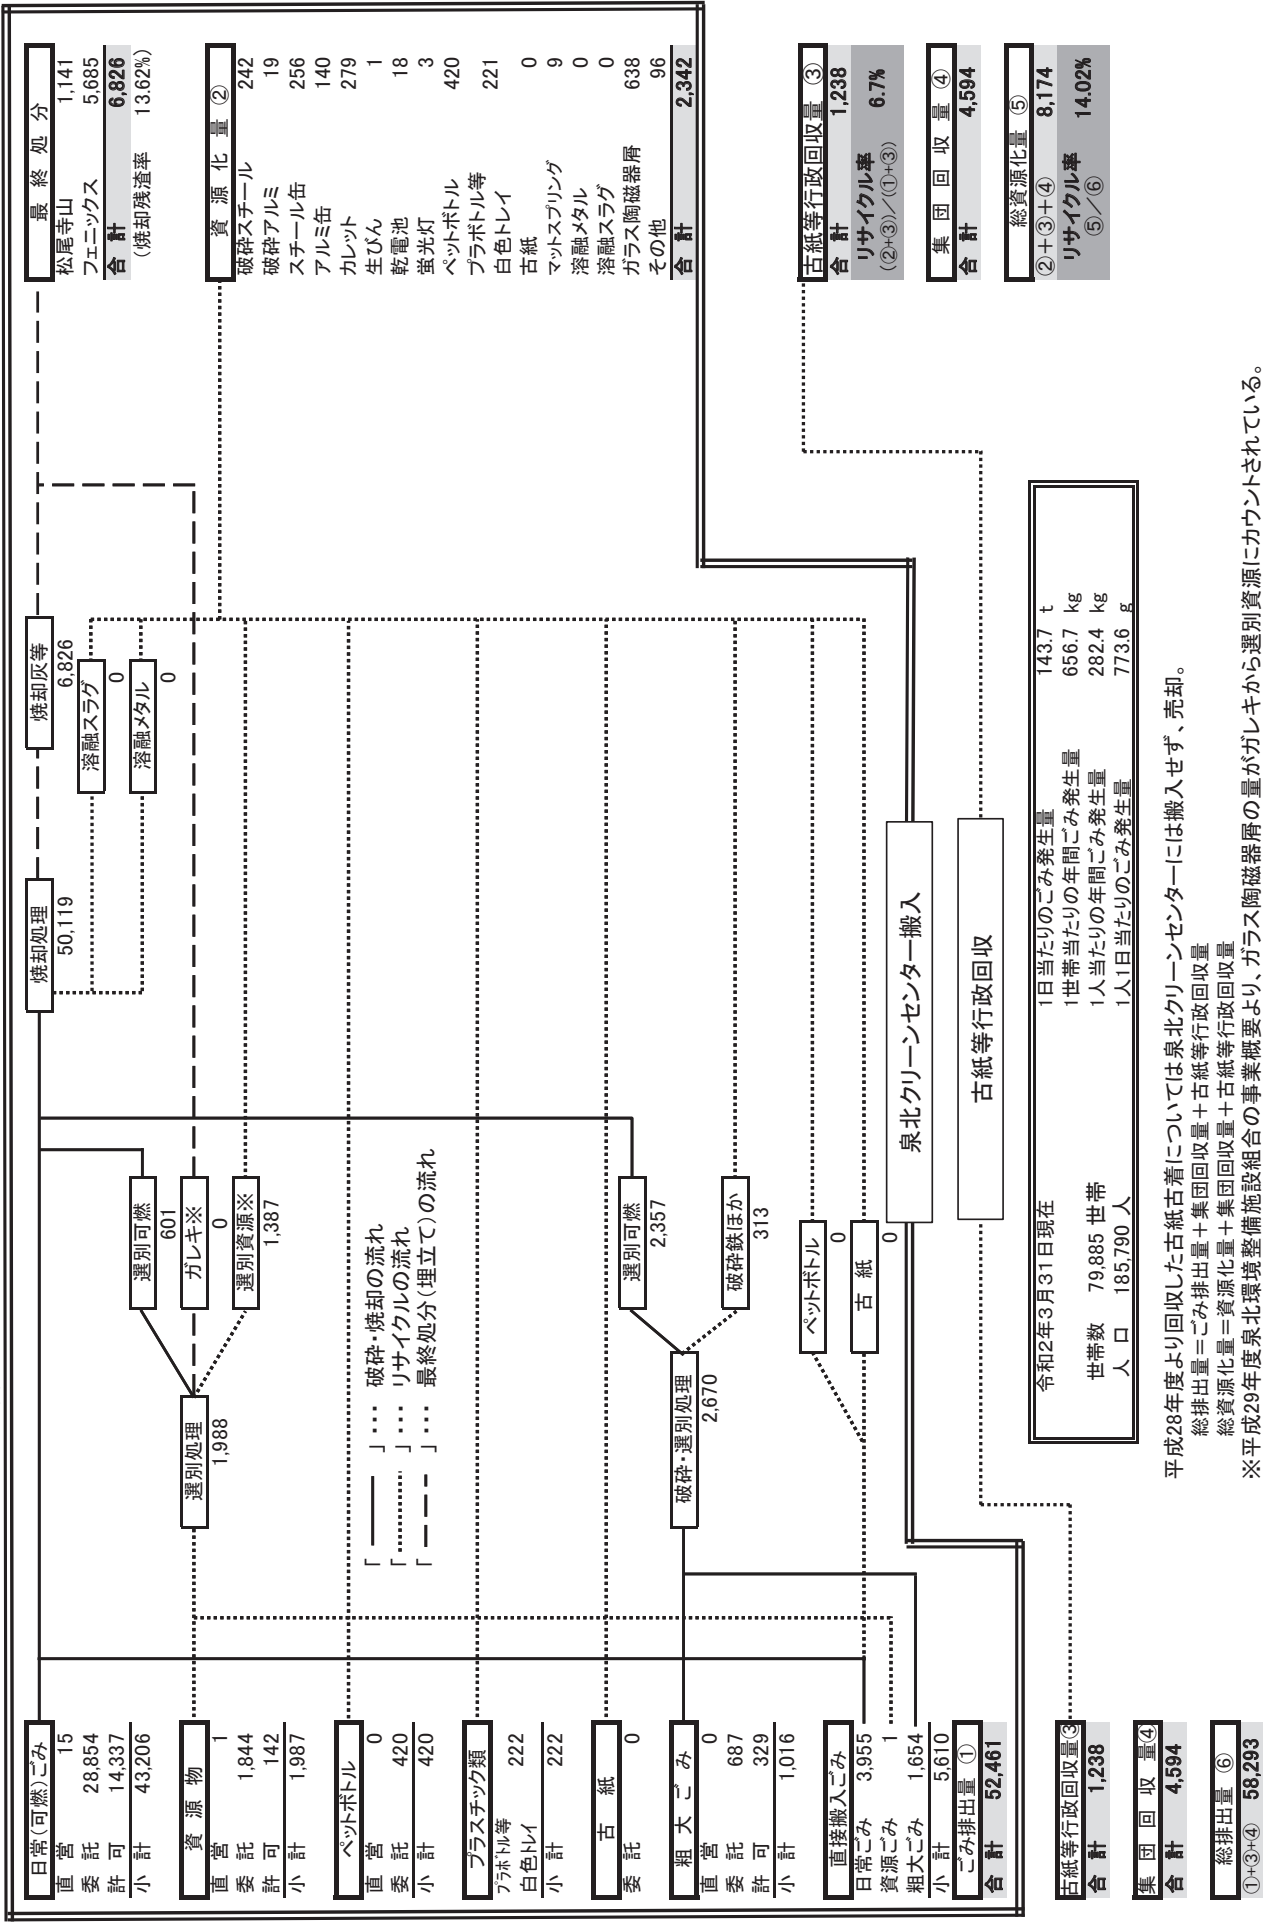 日常(可燃)ごみ
直 営 15
委 託 28,854
許 可 14,337
小 計 43,206
資 源 物
直 営 1
委 託 1,844
許 可 142
小 計 1,987
ペットボトル
直 営 0
委 託 420
小 計 420
プラスチック類
プラボトル等 222
白色トレイ
小 計 222
古 紙
委 託 0
粗 大 ご み
直 営 0
委 託 687
許 可 329
小 計 1,016
直接搬入ごみ
日常ごみ 3,955
資源ごみ 1
粗大ごみ 1,654
小 計 5,610
ごみ排出量 ①
合 計 52,461
古紙等行政回収量③
合 計 1,238
集 団 回 収 量④
合 計 4,594
総排出量 ⑥
①+③+④ 58,293
選別処理
1,988
「 」… 破砕・焼却の流れ
「 」… リサイクルの流れ
「 」… 最終処分(埋立て)の流れ
破砕・選別処理
2,670
選別可燃
601
ガレキ※
0
選別資源※
1,387
選別可燃
2,357
破砕鉄ほか
313
ペットボトル
0
古 紙
0
焼却処理
50,119
焼却灰等
6,826
溶融スラグ
0
溶融メタル
0
泉北クリーンセンター搬入
古紙等行政回収
最 終 処 分
松尾寺山 1,141
フェニックス 5,685
合 計 6,826
(焼却残渣率 13.62%)
資 源 化 量 ②
破砕スチール 242
破砕アルミ 19
スチール缶 256
アルミ缶 140
カレット 279
生びん 1
乾電池 18
蛍光灯 3
ペットボトル 420
プラボトル等 221
白色トレイ
古紙 0
マットスプリング 9
溶融メタル 0
溶融スラグ 0
ガラス陶磁器屑 638
その他 96
合 計 2,342
古紙等行政回収量 ③
合 計 1,238
リサイクル率 6.7%
(②+③)/(①+③)
集 団 回 収 量 ④
合 計 4,594
総資源化量 ⑤
②+③+④ 8,174
リサイクル率 14.02%
⑤/⑥
令和2年3月31日現在 1日当たりのごみ発生量 143.7 t
1世帯当たりの年間ごみ発生量 656.7 kg
世帯数 79,885 世帯 1人当たりの年間ごみ発生量 282.4 kg
人 口 185,790 人 1人1日当たりのごみ発生量 773.6 g
平成28年度より回収した古紙古着については泉北クリーンセンターには搬入せず、売却。
総排出量=ごみ排出量+集団回収量+古紙等行政回収量
総資源化量=資源化量+集団回収量+古紙等行政回収量
※平成29年度泉北環境整備施設組合の事業概要より、ガラス陶磁器屑の量がガレキから選別資源にカウントされている。